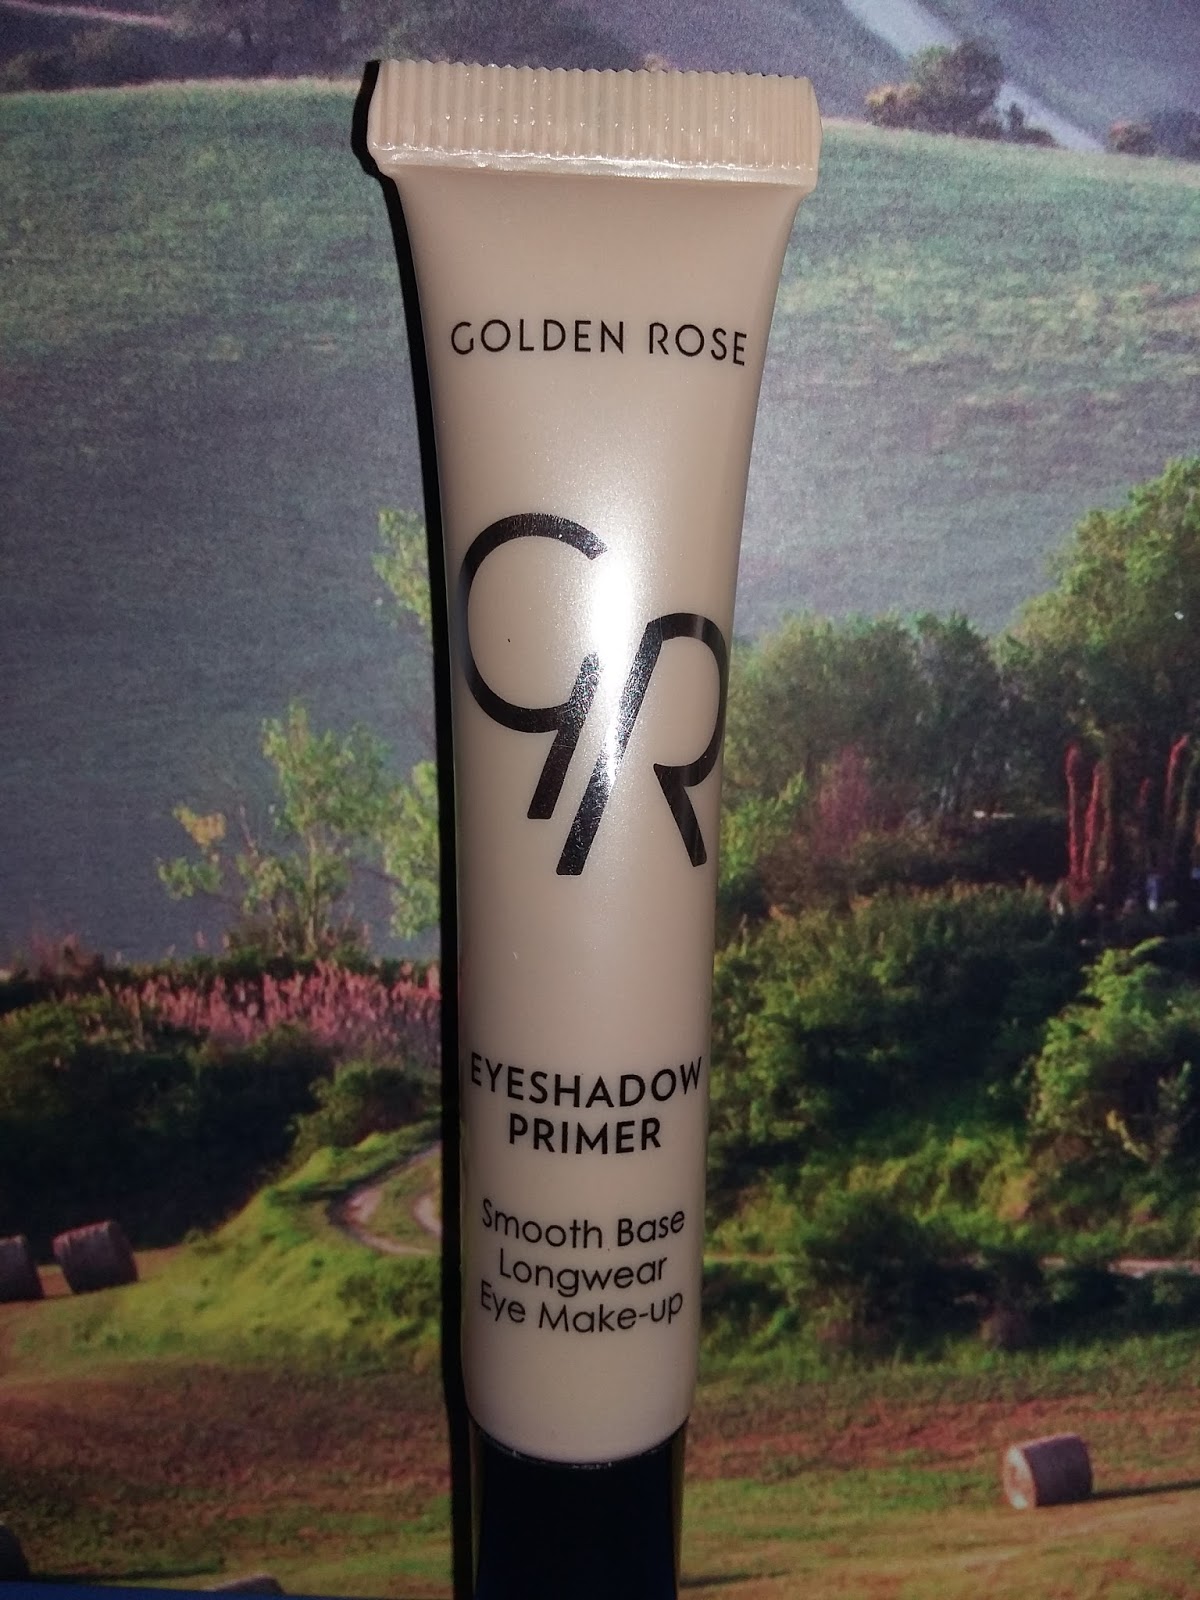 GOLDEN ROSE
GR
EYESHADOW
PRIMER
Smooth Base
Longwear
Eye Make-up